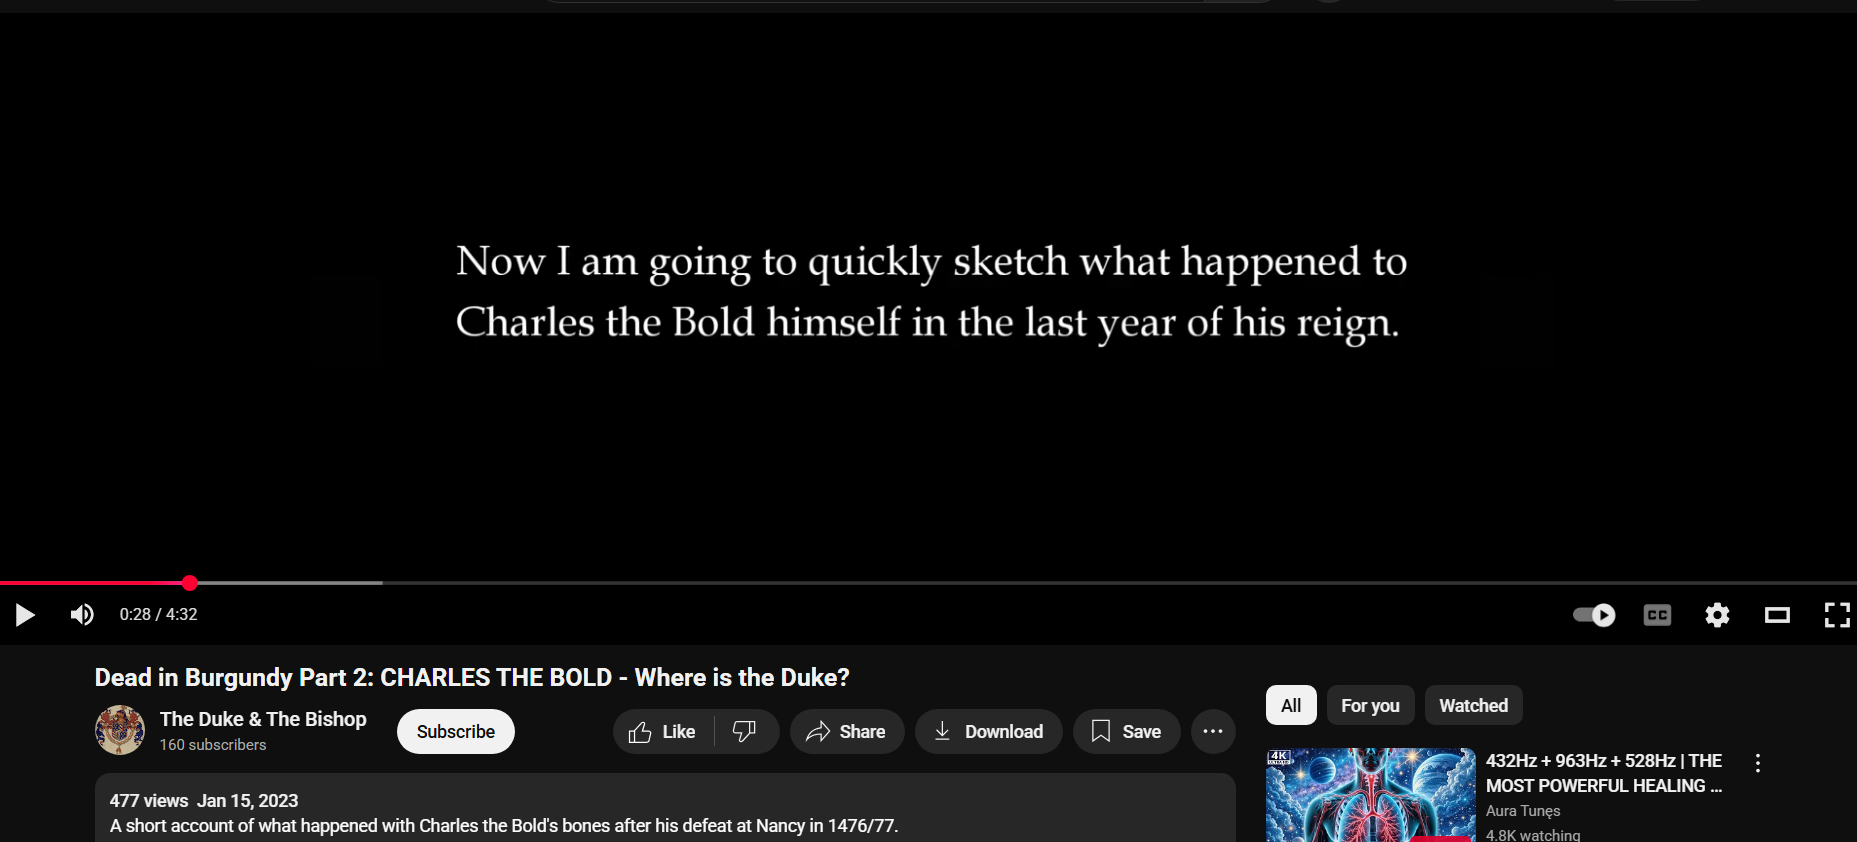 Now I am going to quickly sketch what happened to
Charles the Bold himself in the last year of his reign.
0:28 / 4:32
CC
Dead in Burgundy Part 2: CHARLES THE BOLD - Where is the Duke?
The Duke & The Bishop
160 subscribers
Subscribe
Like
Share
Download
Save
477 views Jan 15, 2023
A short account of what happened with Charles the Bold's bones after his defeat at Nancy in 1476/77.
All
For you
Watched
4K
432Hz + 963Hz + 528Hz | THE
MOST POWERFUL HEALING ...
Aura Tunęs
4.8K watching